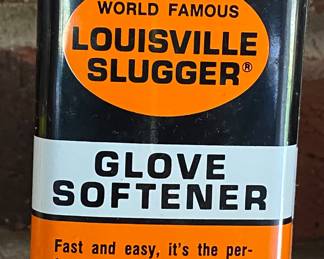 WORLD FAMOUS
LOUISVILLE
SLUGGER®
GLOVE
SOFTENER
Fast and easy, it's the per-